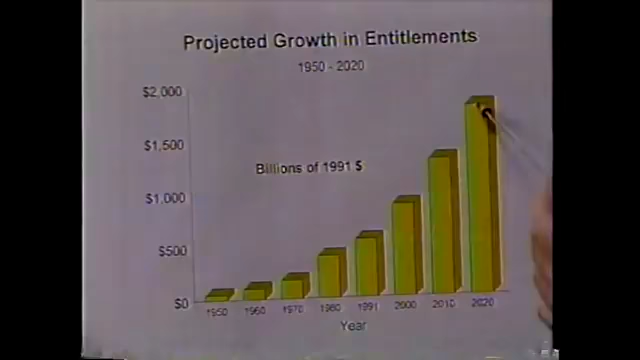 Projected Growth in Entitlements
1950 - 2020
$2,000
$1,500
Billions of 1991 $
$1,000
$500
$0
1950 1960 1970 1980 1991 2000 2010 2020
Year